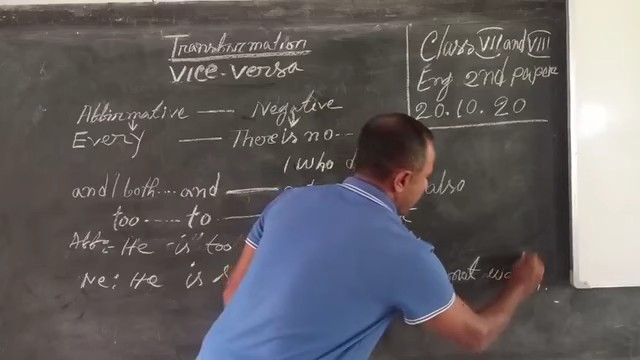 Transformation
Vice-versa
Class VII and VIII
Eng 2nd paper
20.10.20
Affirmative — Negative
Every — There is no...
/ who
and / both.... and — also
too ..... to —
Affi:- He is too
Ne: He is not